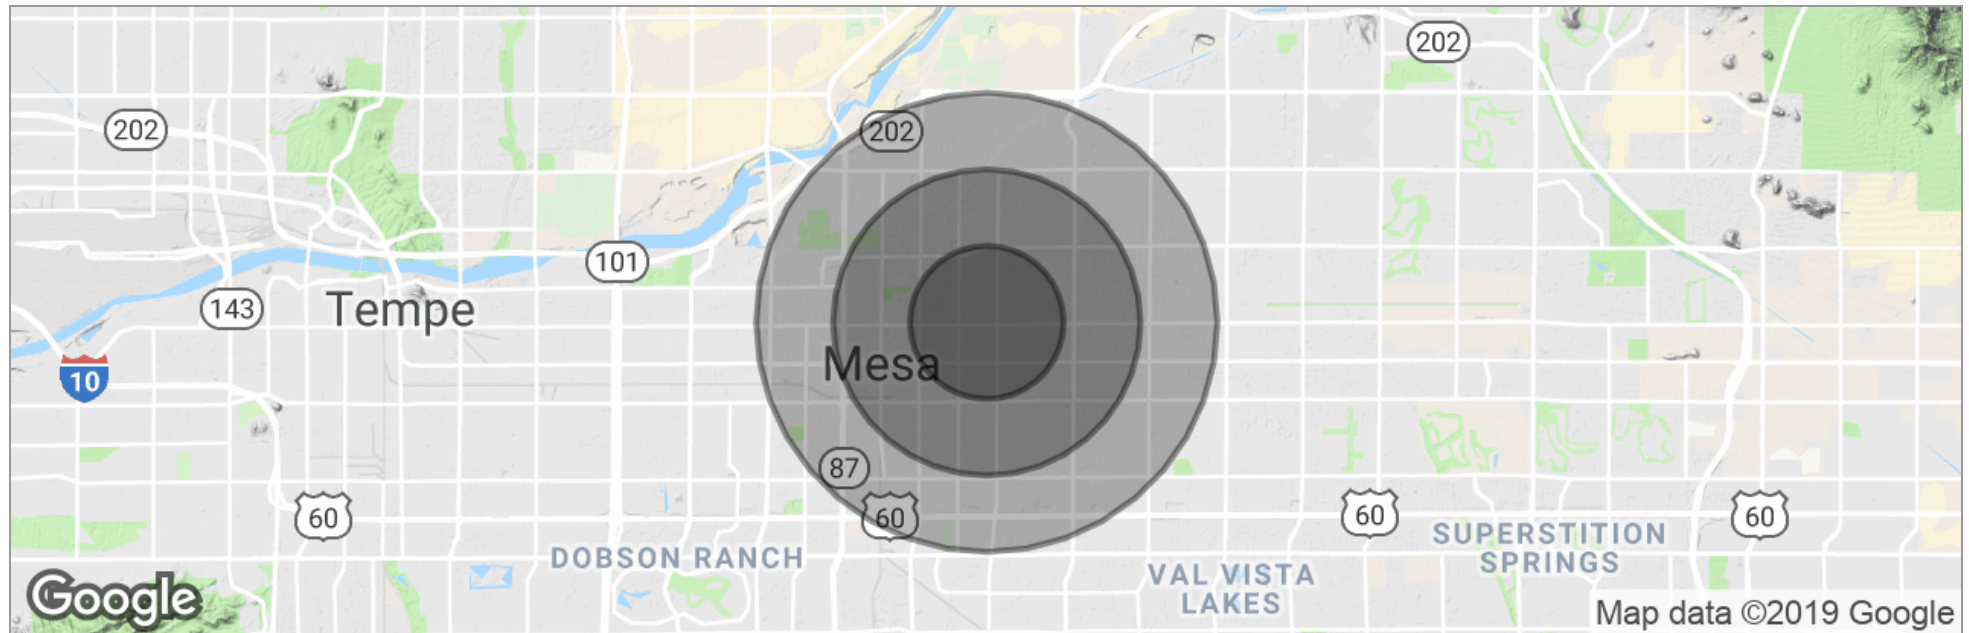 202
202
202
101
143
Tempe
10
Mesa
87
60
60
60
60
DOBSON RANCH
SUPERSTITION
SPRINGS
VAL VISTA
LAKES
Google
Map data ©2019 Google